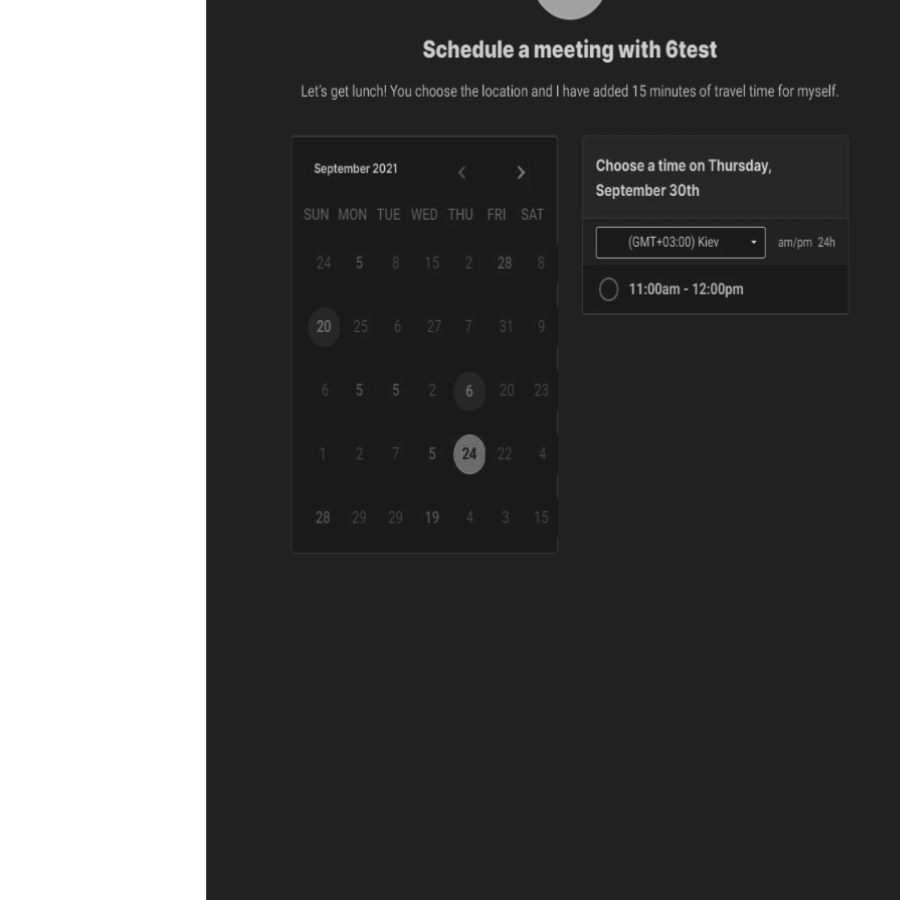 Schedule a meeting with 6test
Let's get lunch! You choose the location and I have added 15 minutes of travel time for myself.
September 2021
SUN MON TUE WED THU FRI SAT
24 5 8 15 2 28 8
20 25 6 27 7 31 9
6 5 5 2 6 20 23
1 2 7 5 24 22 4
28 29 29 19 4 3 15
Choose a time on Thursday,
September 30th
(GMT+03:00) Kiev am/pm 24h
11:00am - 12:00pm